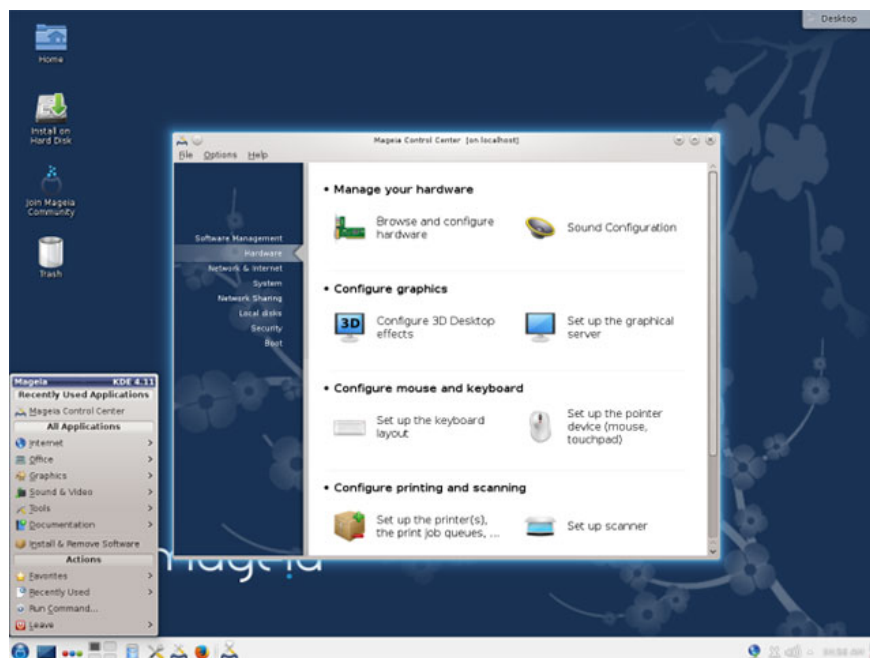 Desktop
Home
Install on
Hard Disk
Join Mageia
Community
Trash
Mageia Control Center [on localhost]
File Options Help
Software Management
Hardware
Network & Internet
System
Network Sharing
Local disks
Security
Boot
• Manage your hardware
Browse and configure
hardware
Sound Configuration
• Configure graphics
3D
Configure 3D Desktop
effects
Set up the graphical
server
• Configure mouse and keyboard
Set up the keyboard
layout
Set up the pointer
device (mouse,
touchpad)
• Configure printing and scanning
Set up the printer(s),
the print job queues, ...
Set up scanner
Mageia KDE 4.11
Recently Used Applications
Mageia Control Center
All Applications
Internet
Office
Graphics
Sound & Video
Tools
Documentation
Install & Remove Software
Actions
Favorites
Recently Used
Run Command...
Leave
mageia